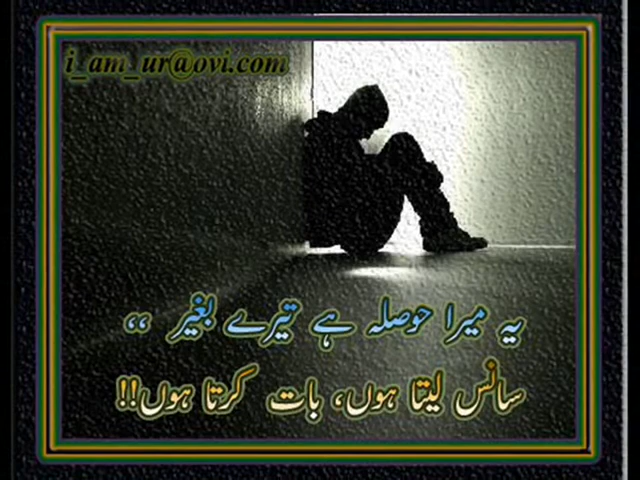 i_am_ur@ovi.com
یہ میرا حوصلہ ہے تیرے بغیر ،،
سانس لیتا ہوں، بات کرتا ہوں!!